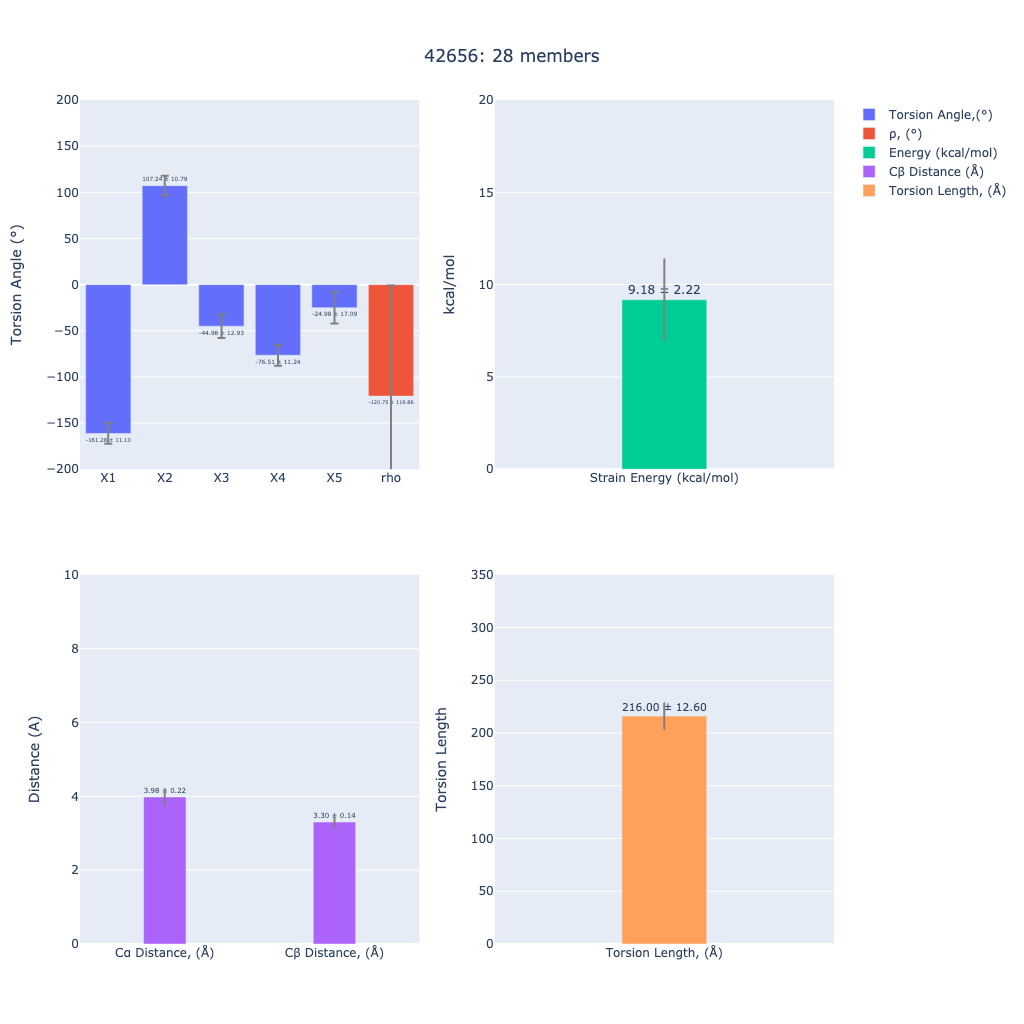 42656: 28 members
Torsion Angle (°)
200
150
100
50
0
−50
−100
−150
−200
-161.28 ± 11.10
107.24 ± 10.79
-44.98 ± 12.93
-76.51 ± 11.24
-24.98 ± 17.09
-120.75 ± 119.86
X1 X2 X3 X4 X5 rho
kcal/mol
20
15
10
5
0
9.18 ± 2.22
Strain Energy (kcal/mol)
Torsion Angle,(°)
ρ, (°)
Energy (kcal/mol)
Cβ Distance (Å)
Torsion Length, (Å)
Distance (A)
10
8
6
4
2
0
3.98 ± 0.22
3.30 ± 0.14
Cα Distance, (Å) Cβ Distance, (Å)
Torsion Length
350
300
250
200
150
100
50
0
216.00 ± 12.60
Torsion Length, (Å)